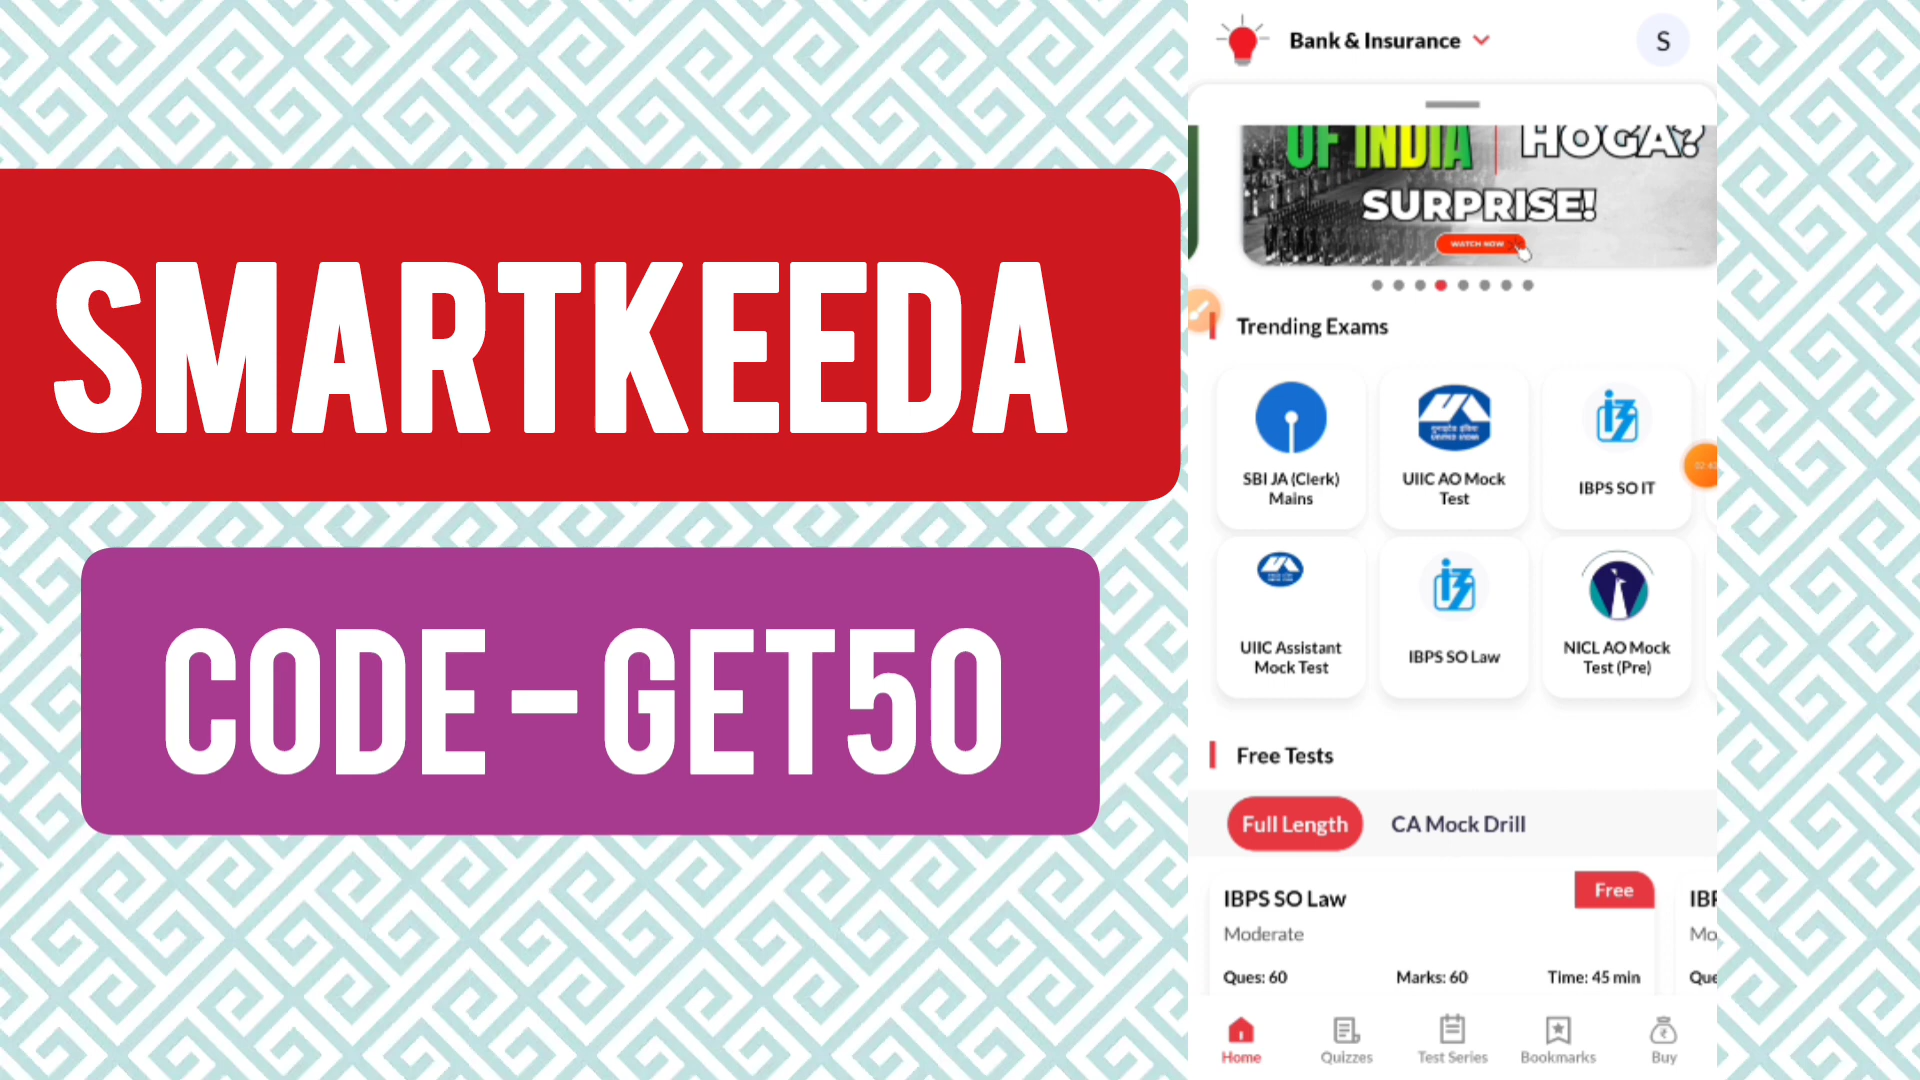 SMARTKEEDA
CODE - GET50
Bank & Insurance
S
OF INDIA
HOGA?
SURPRISE!
WATCH NOW
Trending Exams
SBI JA (Clerk)
Mains
UIIC AO Mock
Test
IBPS SO IT
UIIC Assistant
Mock Test
IBPS SO Law
NICL AO Mock
Test (Pre)
Free Tests
Full Length
CA Mock Drill
IBPS SO Law
Free
Moderate
Ques: 60
Marks: 60
Time: 45 min
Home
Quizzes
Test Series
Bookmarks
Buy